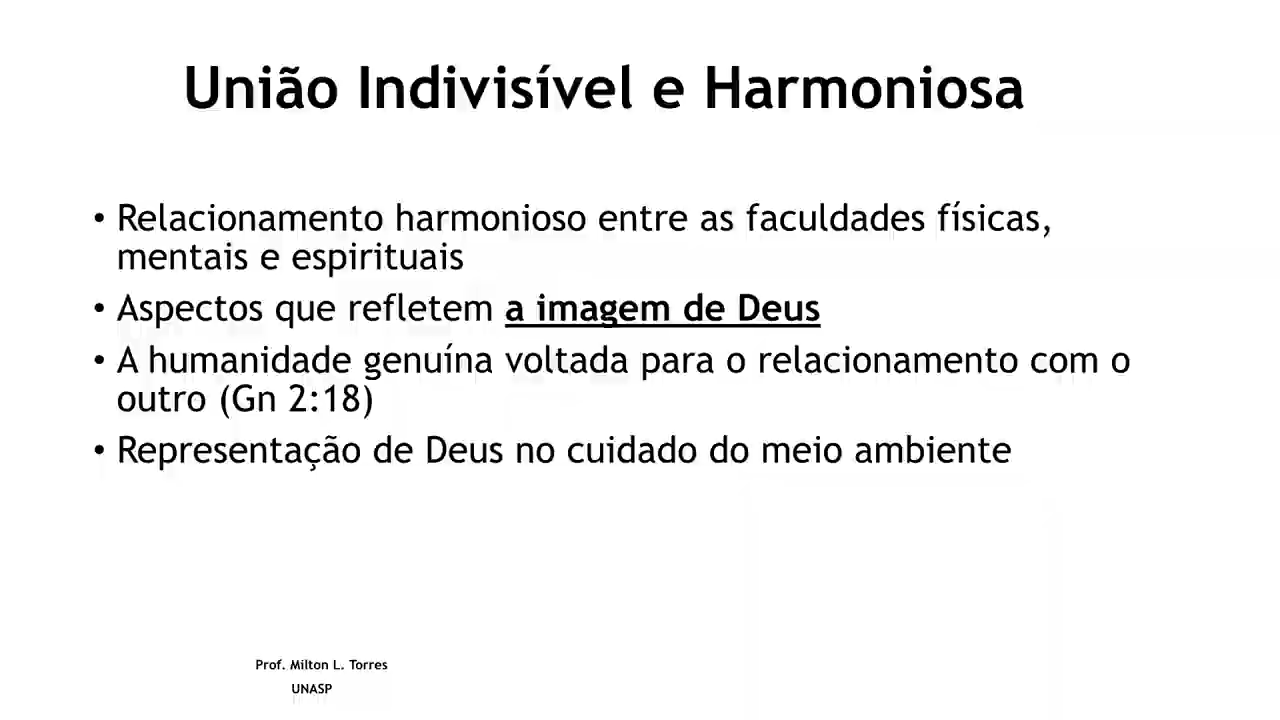 União Indivisível e Harmoniosa
• Relacionamento harmonioso entre as faculdades físicas,
mentais e espirituais
• Aspectos que refletem a imagem de Deus
• A humanidade genuína voltada para o relacionamento com o
outro (Gn 2:18)
• Representação de Deus no cuidado do meio ambiente
Prof. Milton L. Torres
UNASP